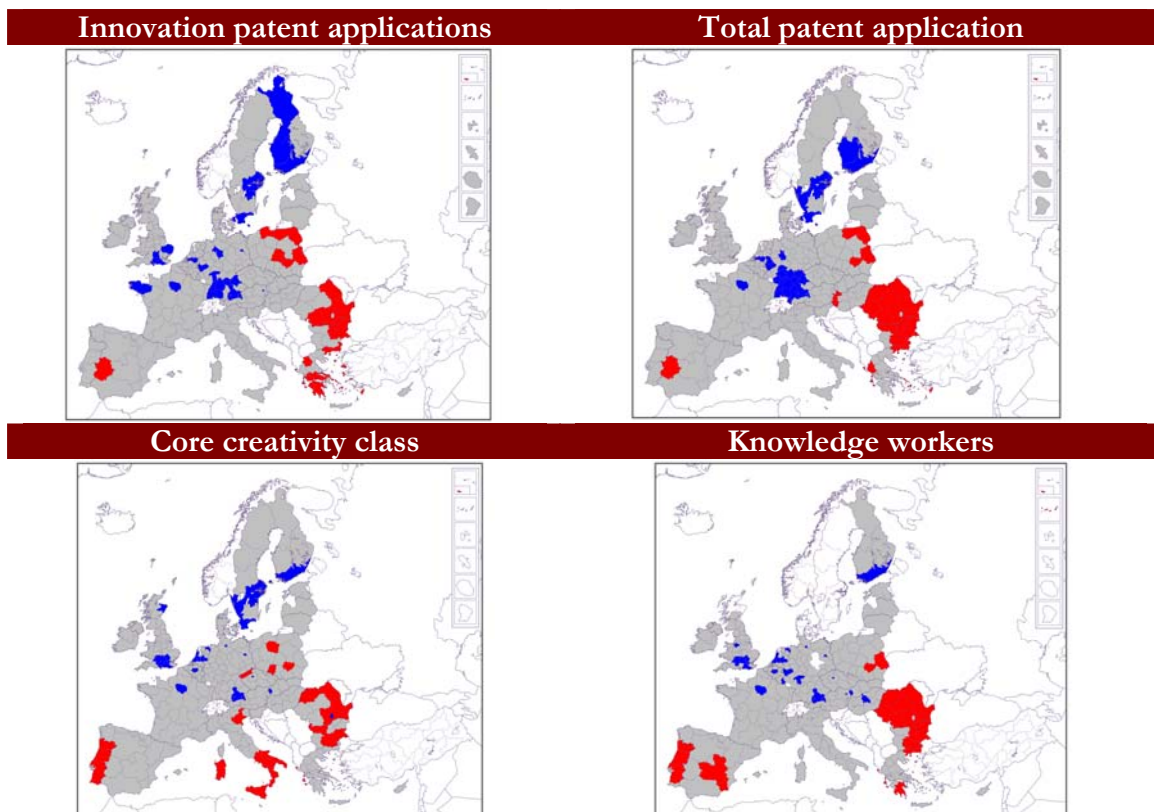 Innovation patent applications
Total patent application
Core creativity class
Knowledge workers